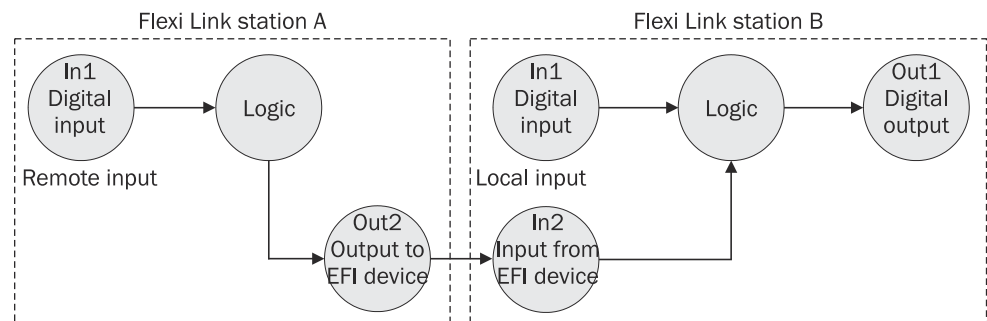 Flexi Link station A
In1
Digital
input
Logic
Remote input
Out2
Output to
EFI device
Flexi Link station B
In1
Digital
input
Logic
Out1
Digital
output
Local input
In2
Input from
EFI device